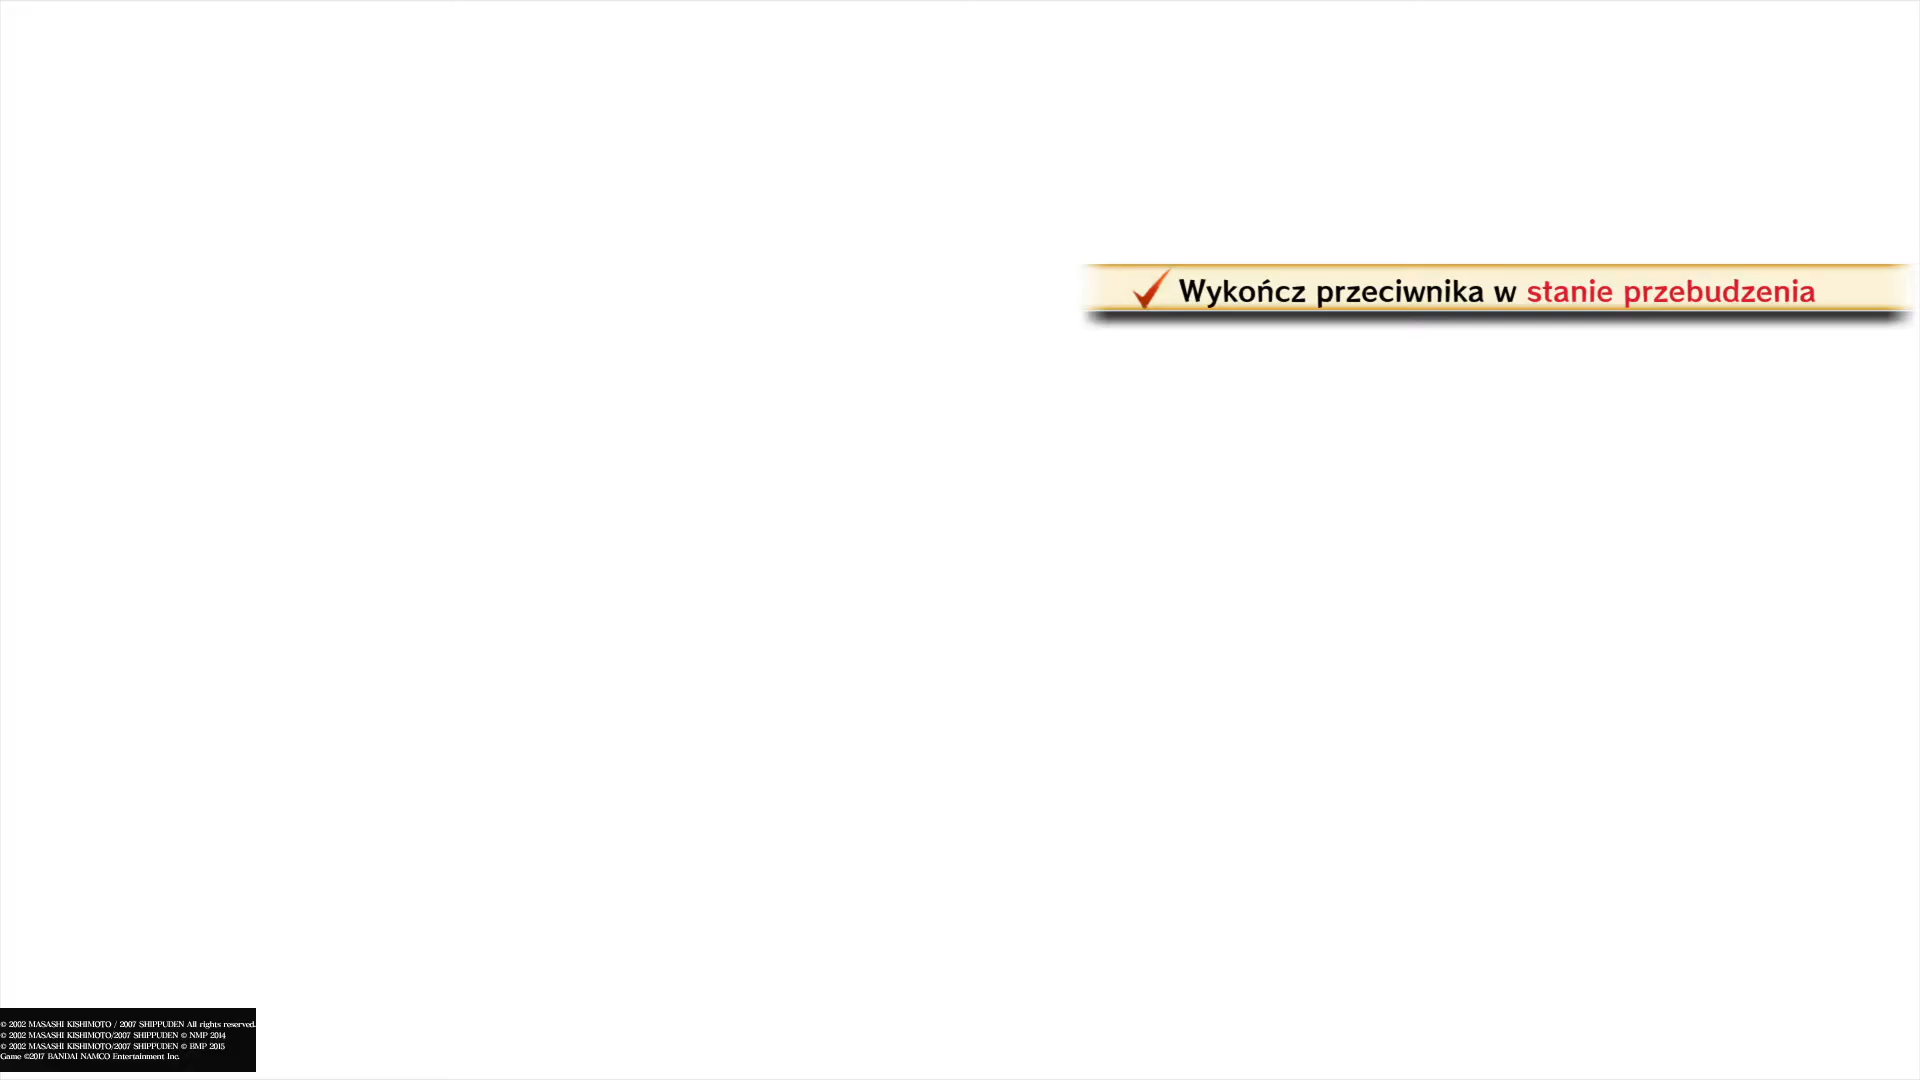 Wykończ przeciwnika w stanie przebudzenia
© 2002 MASASHI KISHIMOTO / 2007 SHIPPUDEN All rights reserved.
© 2002 MASASHI KISHIMOTO/2007 SHIPPUDEN © NMP 2014
© 2002 MASASHI KISHIMOTO/2007 SHIPPUDEN © BMP 2015
Game ©2017 BANDAI NAMCO Entertainment Inc.